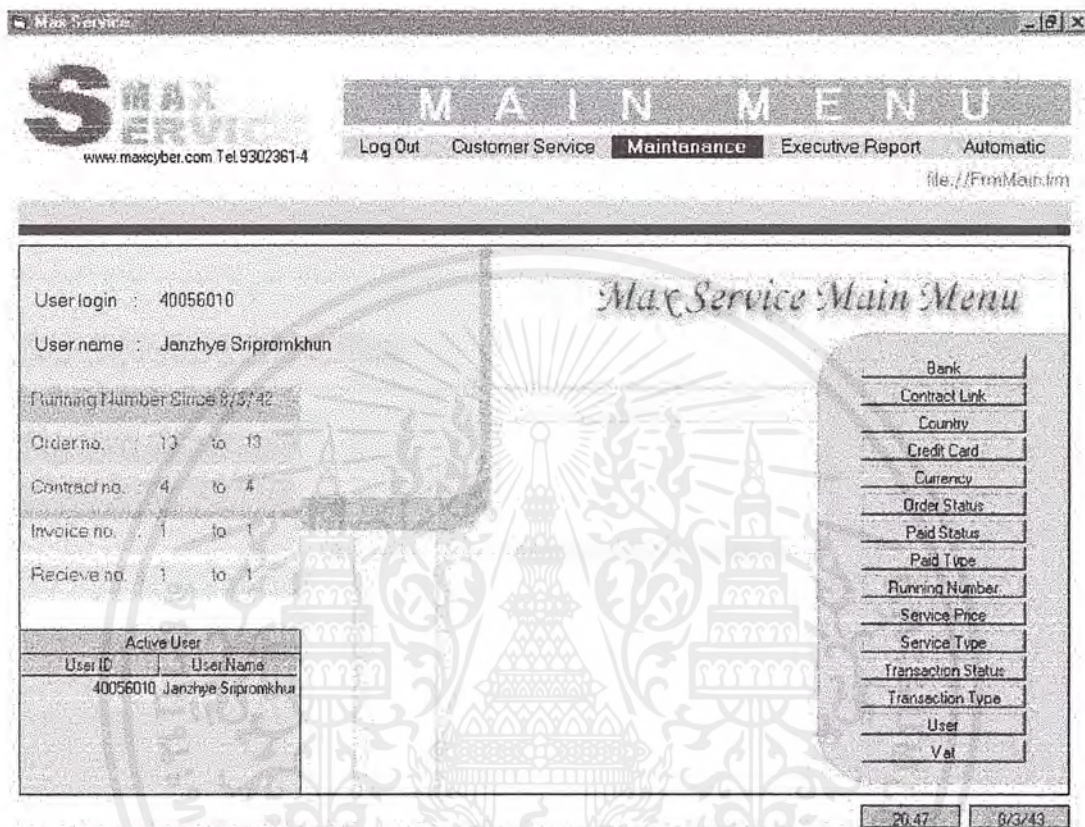 Max Service
S MAX
SERVICE
www.maxcyber.com Tel.9302361-4
MAIN MENU
Log Out Customer Service Maintanance Executive Report Automatic
file://FrmMain.frm
Max Service Main Menu
User login : 40056010
User name : Janzhye Sripromkhun
Running Number Since 8/3/42
Order no. : 13 to 13
Contract no. : 4 to 4
Invoice no. : 1 to 1
Recieve no. : 1 to 1
Active User
User ID User Name
40056010 Janzhye Sripromkhu
Bank
Contract Link
Country
Credit Card
Currency
Order Status
Paid Status
Paid Type
Running Number
Service Price
Service Type
Transaction Status
Transaction Type
User
Vat
20:47 8/3/43